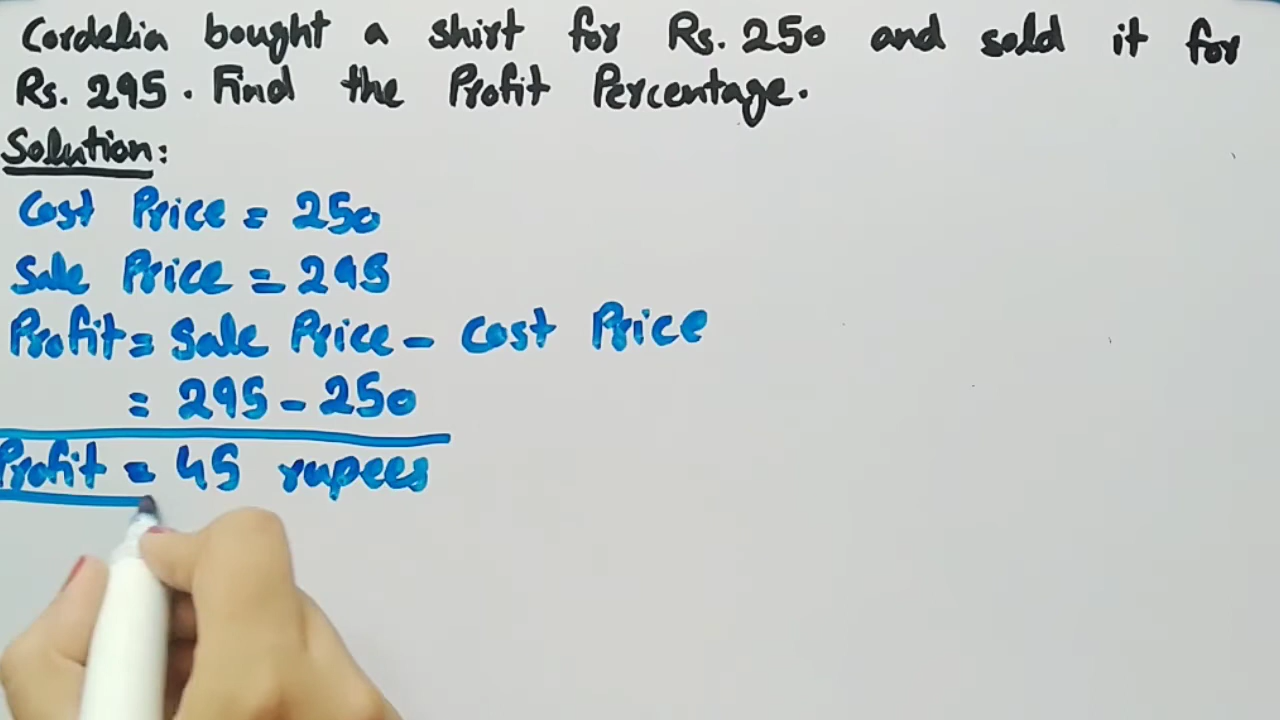 Cordelia bought a shirt for Rs. 250 and sold it for
Rs. 295. Find the Profit Percentage.
Solution:
Cost Price = 250
Sale Price = 295
Profit = Sale Price - Cost Price
= 295 - 250
Profit = 45 rupees